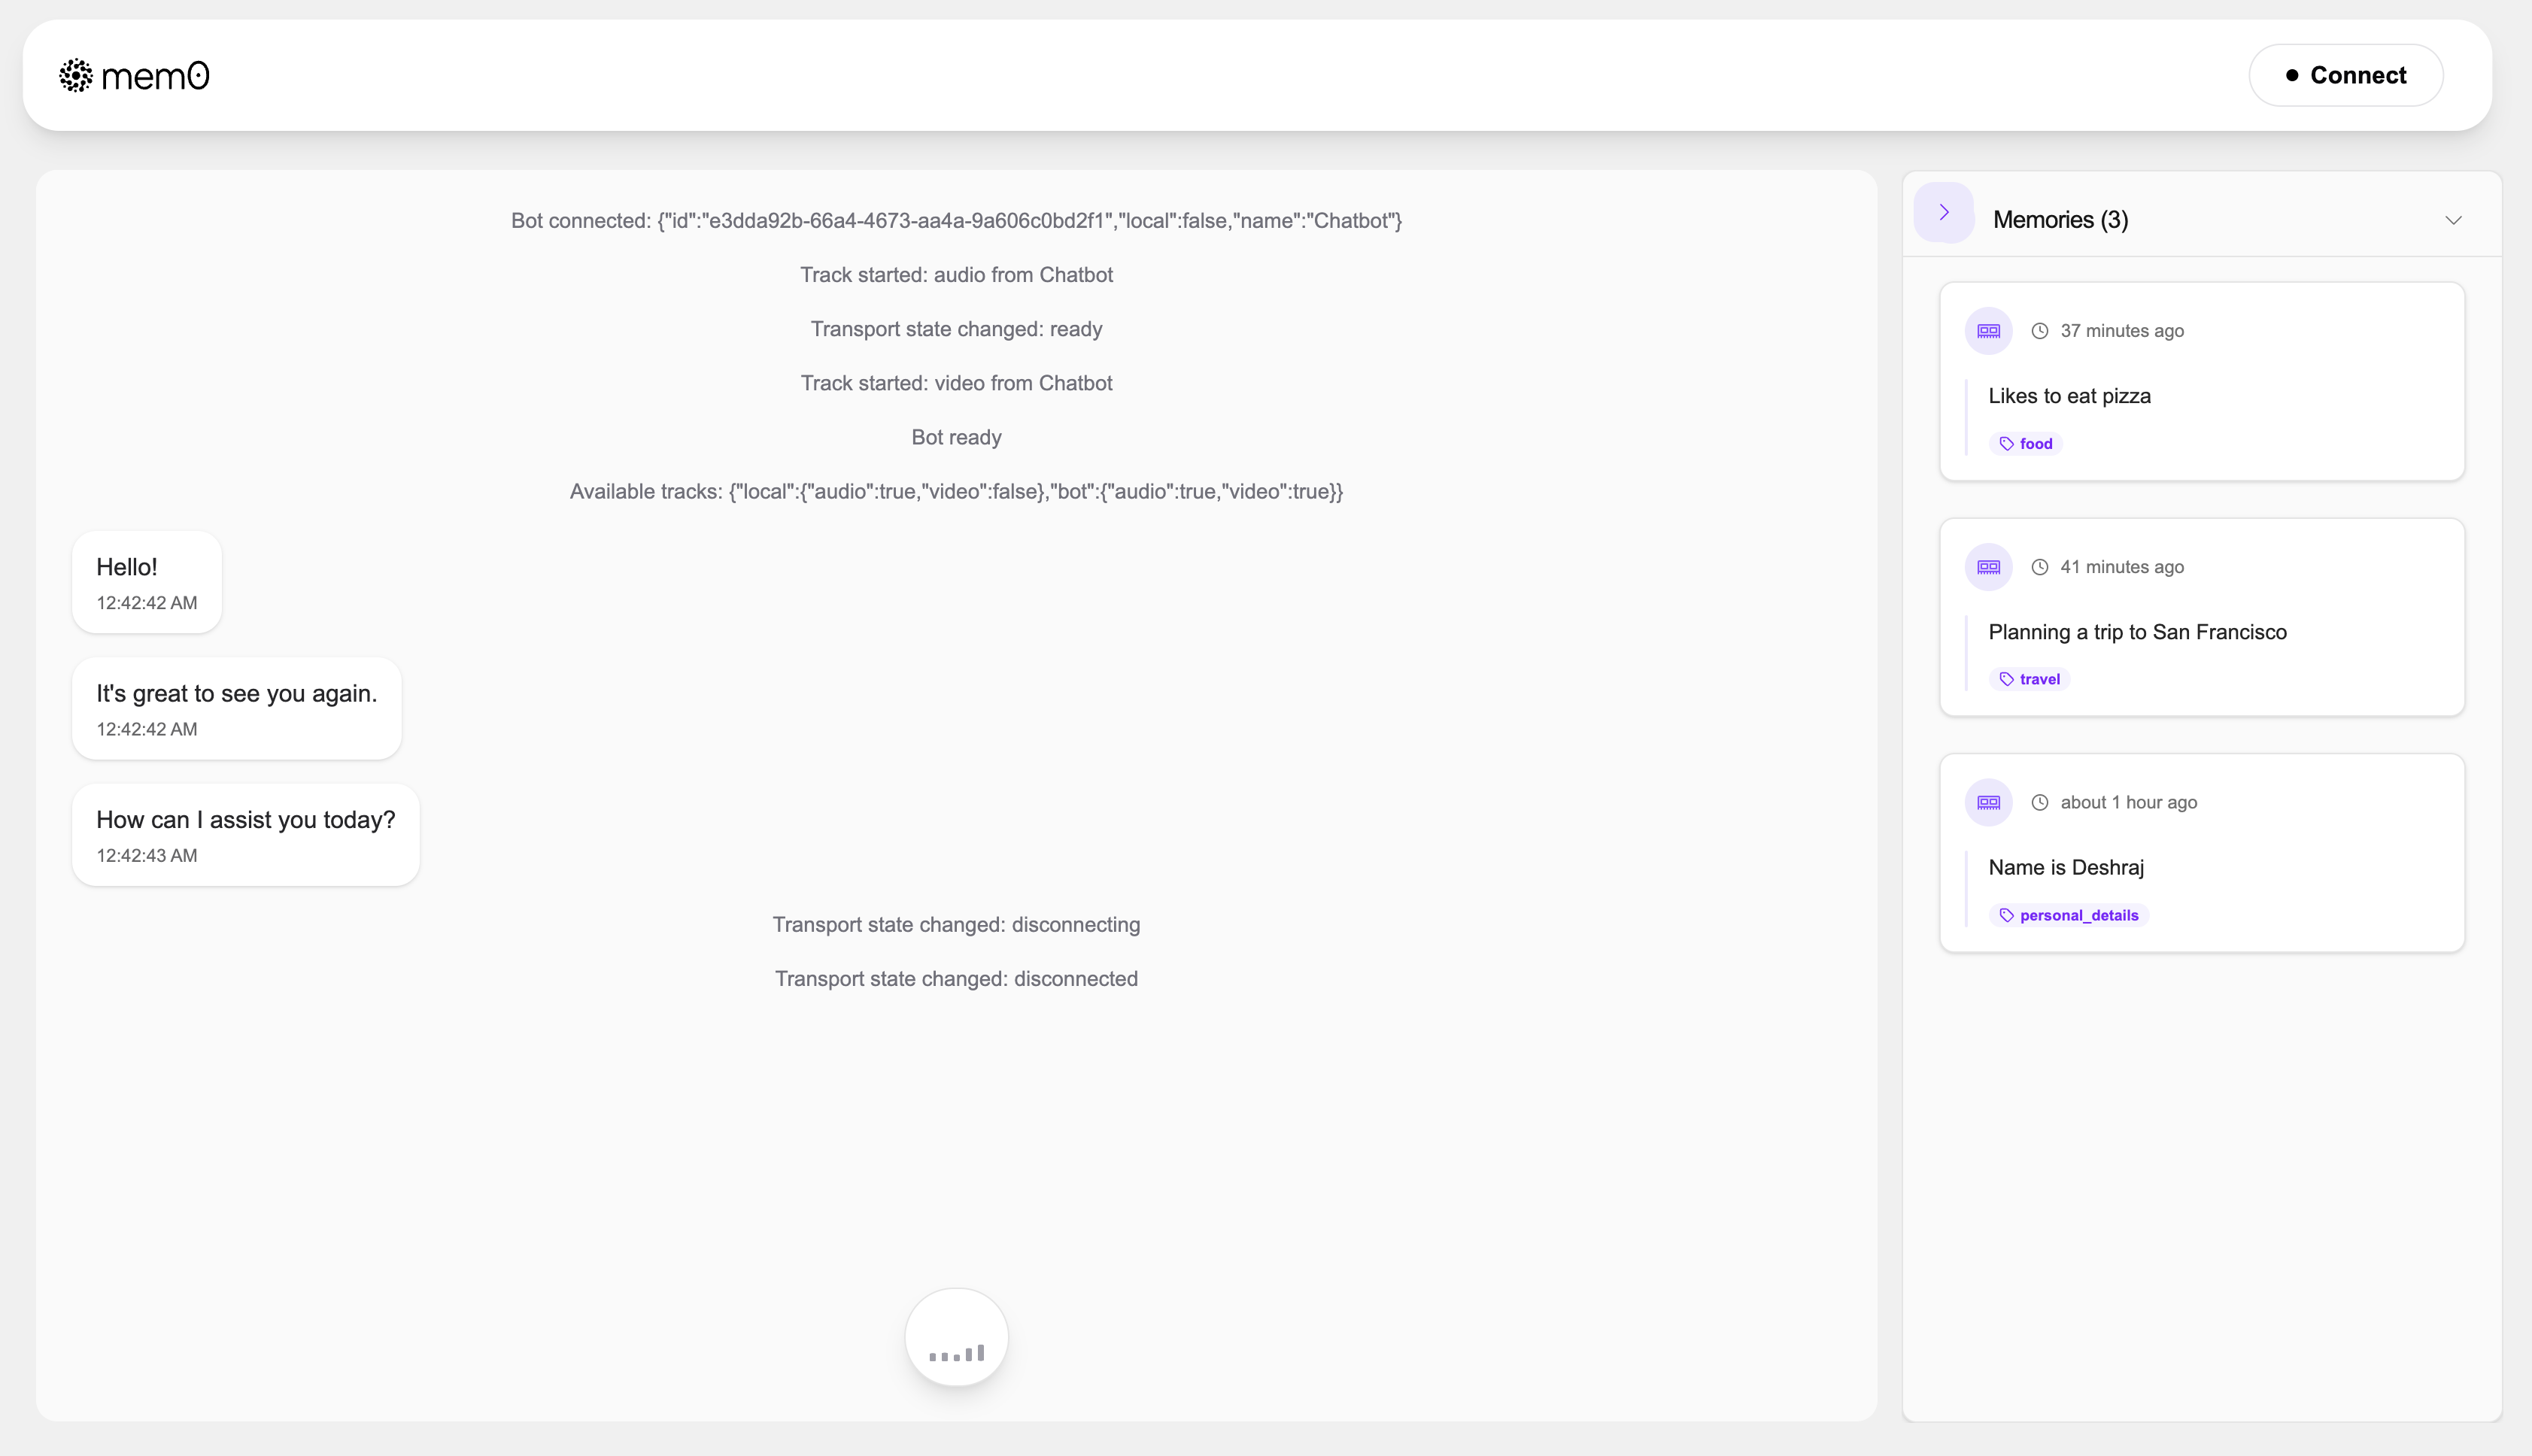 mem0
Connect
Bot connected: {"id":"e3dda92b-66a4-4673-aa4a-9a606c0bd2f1","local":false,"name":"Chatbot"}
Track started: audio from Chatbot
Transport state changed: ready
Track started: video from Chatbot
Bot ready
Available tracks: {"local":{"audio":true,"video":false},"bot":{"audio":true,"video":true}}
Hello!
12:42:42 AM
It's great to see you again.
12:42:42 AM
How can I assist you today?
12:42:43 AM
Transport state changed: disconnecting
Transport state changed: disconnected
Memories (3)
37 minutes ago
Likes to eat pizza
food
41 minutes ago
Planning a trip to San Francisco
travel
about 1 hour ago
Name is Deshraj
personal_details